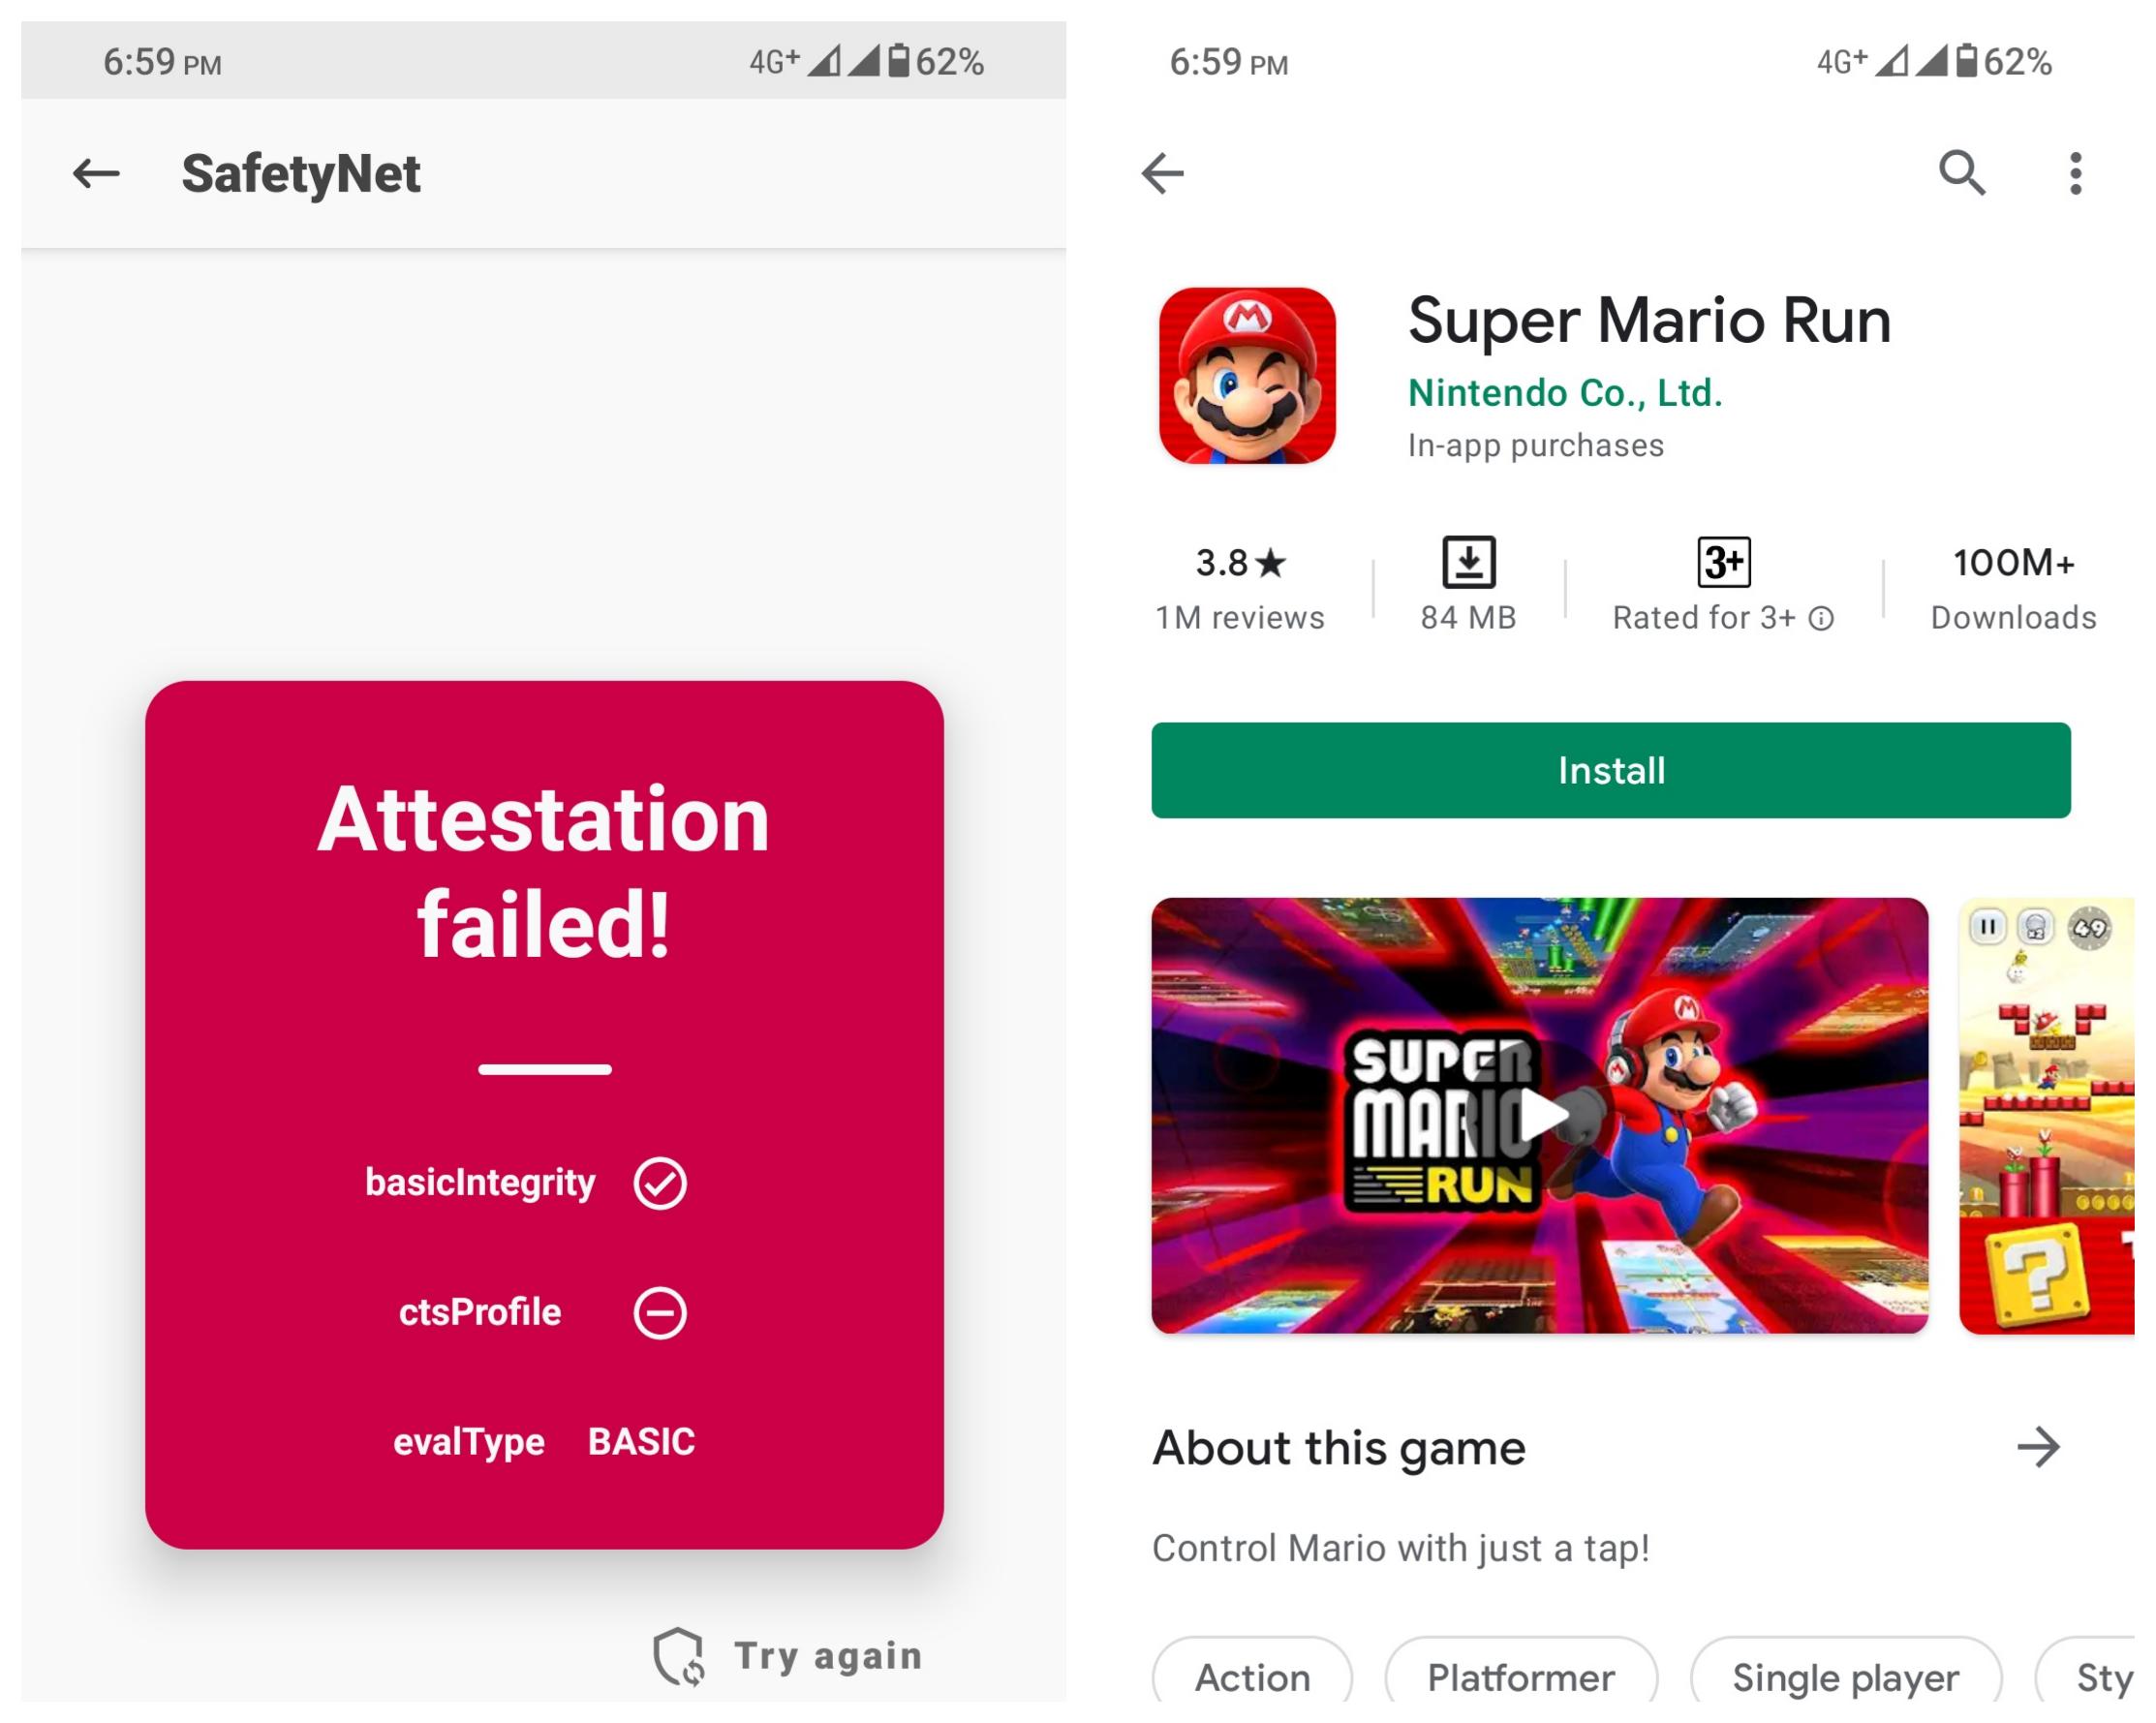 6:59 PM
4G+ 62%
SafetyNet
Attestation
failed!
basicIntegrity
ctsProfile
evalType BASIC
Try again
6:59 PM
4G+ 62%
Super Mario Run
Nintendo Co., Ltd.
In-app purchases
3.8★
1M reviews
84 MB
3+
Rated for 3+
100M+
Downloads
Install
SUPER
MARIO
RUN
x2
49
?
About this game
Control Mario with just a tap!
Action
Platformer
Single player
Sty